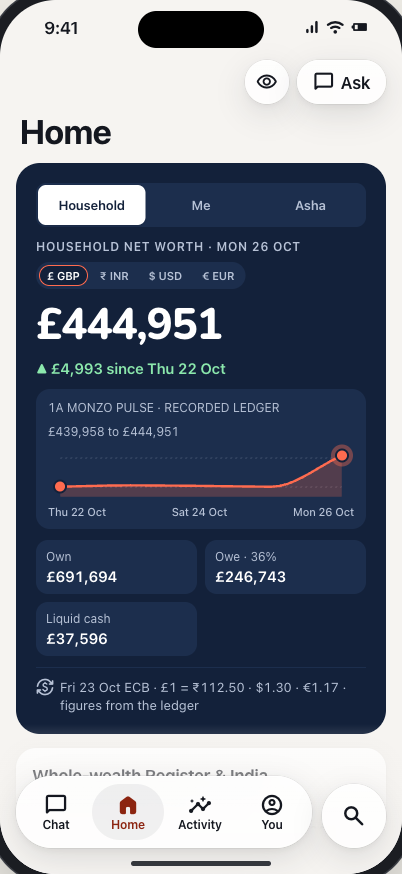 9:41
Ask
Home
Household Me Asha
HOUSEHOLD NET WORTH · MON 26 OCT
£ GBP ₹ INR $ USD € EUR
£444,951
▲ £4,993 since Thu 22 Oct
1A MONZO PULSE · RECORDED LEDGER
£439,958 to £444,951
Thu 22 Oct Sat 24 Oct Mon 26 Oct
Own
£691,694
Owe · 36%
£246,743
Liquid cash
£37,596
Fri 23 Oct ECB · £1 = ₹112.50 · $1.30 · €1.17 ·
figures from the ledger
Whole-wealth Register & India
Chat Home Activity You